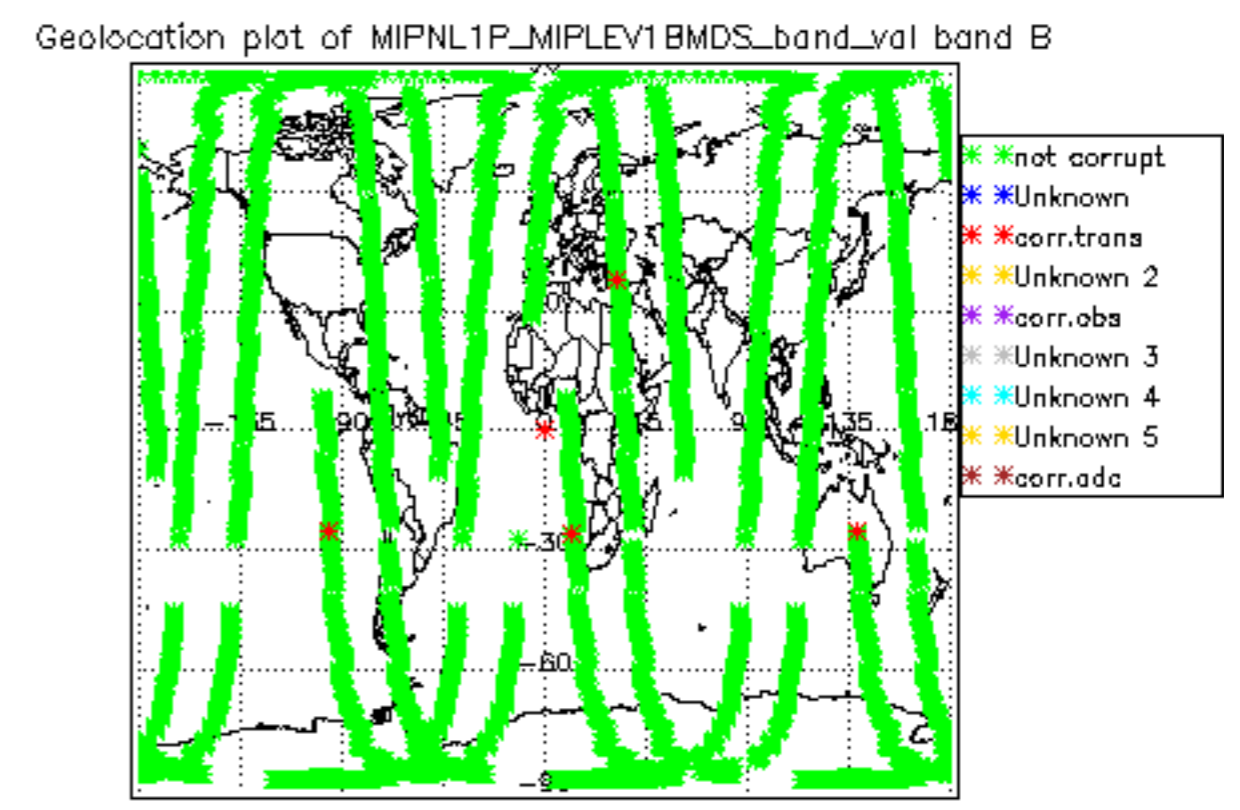 Geolocation plot of MIPNL1P_MIPLEV1BMDS_band_val band B
not corrupt
Unknown
corr.trans
Unknown 2
corr.obs
Unknown 3
Unknown 4
Unknown 5
corr.adc
135
-30
-60